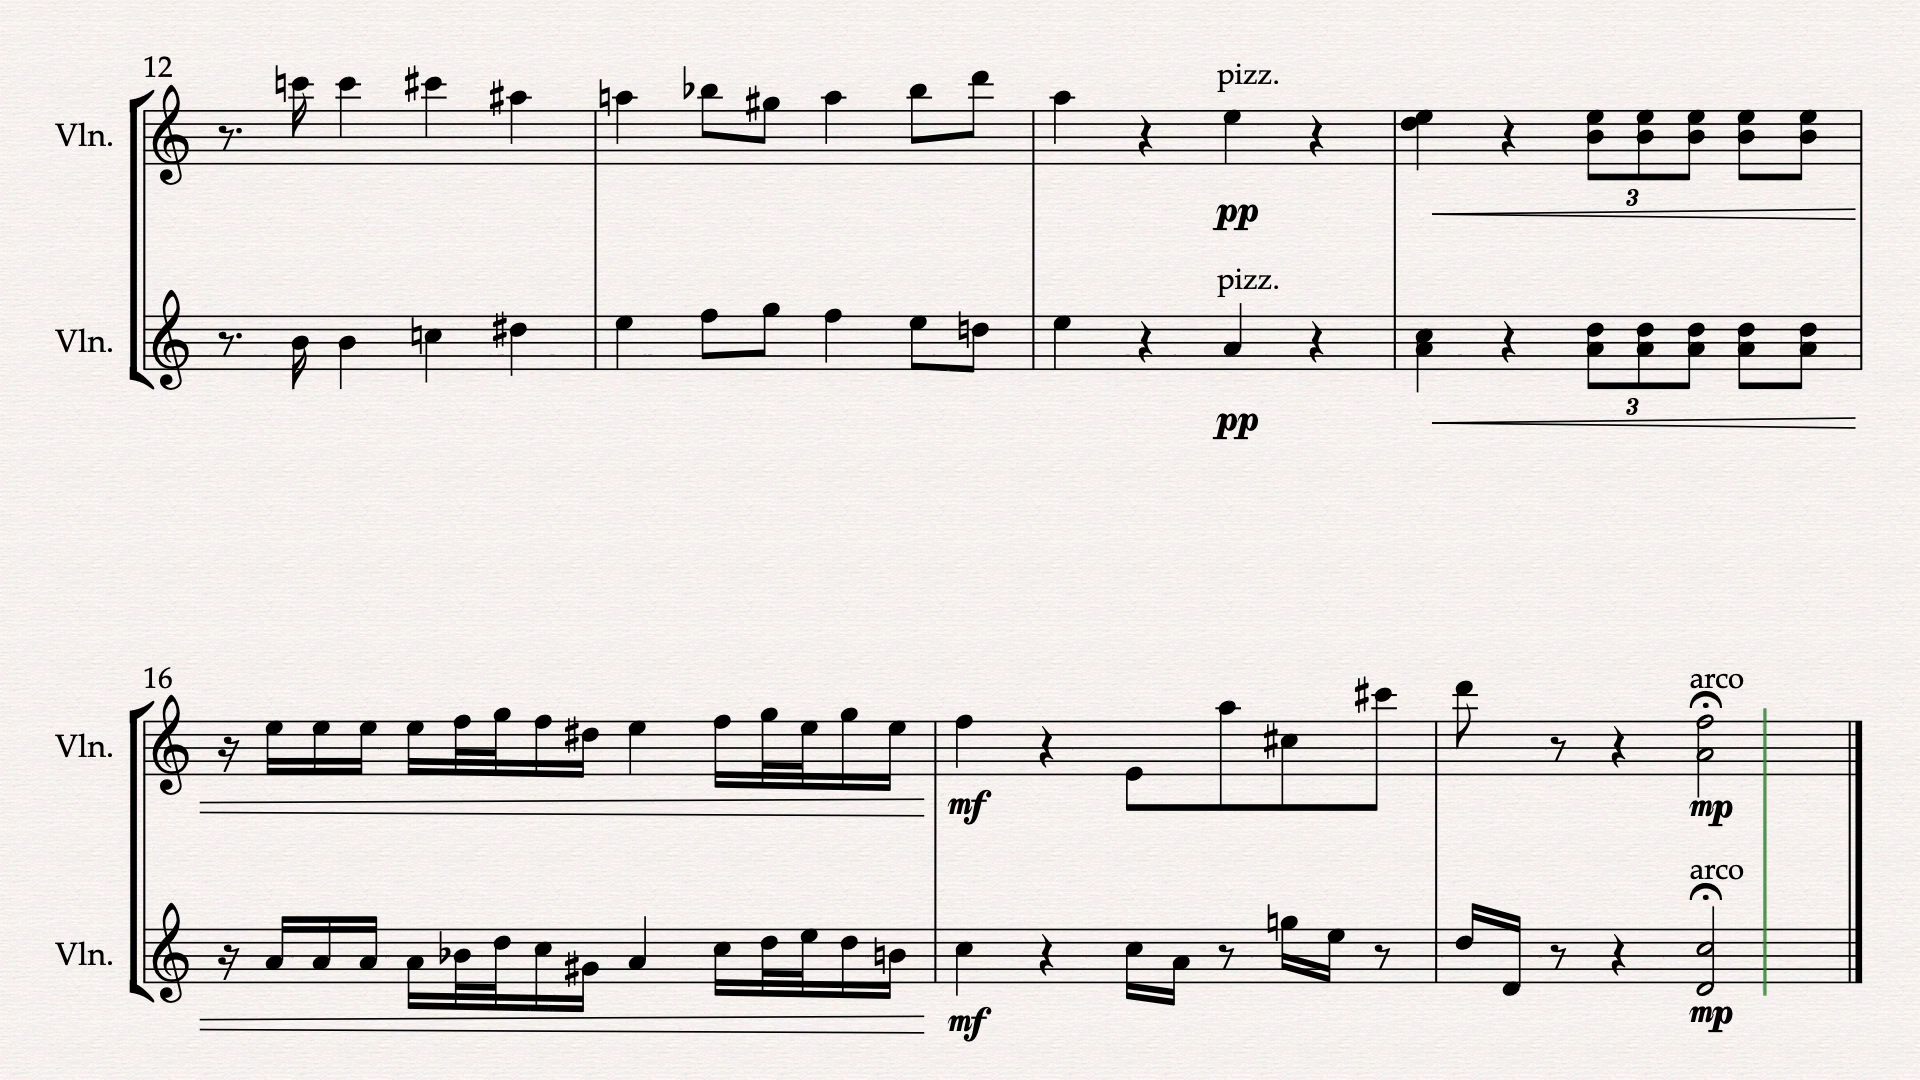 12
pizz.
Vln.
3
pp
pizz.
Vln.
3
pp
16
arco
Vln.
mf
mp
arco
Vln.
mf
mp